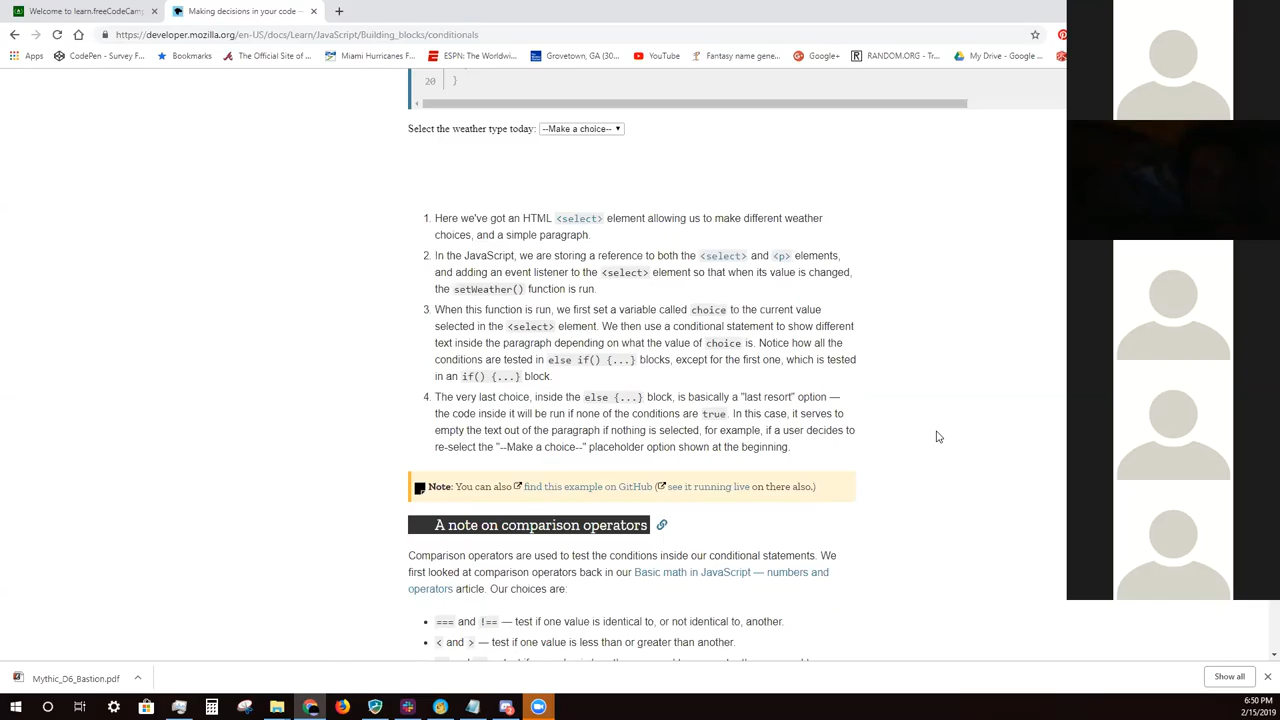 Welcome to learn.freeCodeCam
Making decisions in your code —
https://developer.mozilla.org/en-US/docs/Learn/JavaScript/Building_blocks/conditionals
Apps
CodePen - Survey F...
Bookmarks
The Official Site of ...
Miami Hurricanes F...
ESPN: The Worldwi...
Grovetown, GA (30...
YouTube
Fantasy name gene...
Google+
RANDOM.ORG - Tr...
My Drive - Google ...
20 }
Select the weather type today: --Make a choice--
1. Here we've got an HTML <select> element allowing us to make different weather
choices, and a simple paragraph.
2. In the JavaScript, we are storing a reference to both the <select> and <p> elements,
and adding an event listener to the <select> element so that when its value is changed,
the setWeather() function is run.
3. When this function is run, we first set a variable called choice to the current value
selected in the <select> element. We then use a conditional statement to show different
text inside the paragraph depending on what the value of choice is. Notice how all the
conditions are tested in else if() {...} blocks, except for the first one, which is tested
in an if() {...} block.
4. The very last choice, inside the else {...} block, is basically a "last resort" option —
the code inside it will be run if none of the conditions are true. In this case, it serves to
empty the text out of the paragraph if nothing is selected, for example, if a user decides to
re-select the "--Make a choice--" placeholder option shown at the beginning.
Note: You can also find this example on GitHub (see it running live on there also.)
A note on comparison operators
Comparison operators are used to test the conditions inside our conditional statements. We
first looked at comparison operators back in our Basic math in JavaScript — numbers and
operators article. Our choices are:
• === and !== — test if one value is identical to, or not identical to, another.
• < and > — test if one value is less than or greater than another.
Mythic_D6_Bastion.pdf
Show all
6:50 PM
2/15/2019